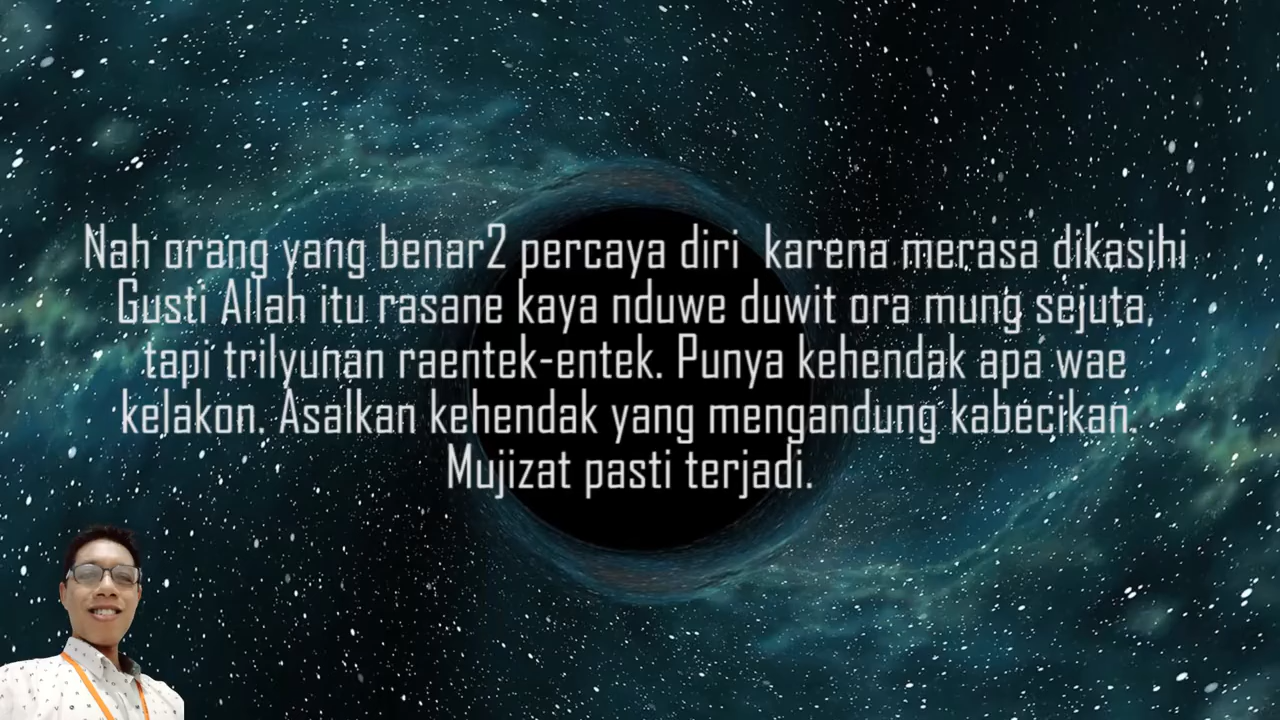 Nah orang yang benar2 percaya diri  karena merasa dikasihi
Gusti Allah itu rasane kaya nduwe duwit ora mung sejuta,
tapi trilyunan raentek-entek. Punya kehendak apa wae
kelakon. Asalkan kehendak yang mengandung kabecikan.
Mujizat pasti terjadi.